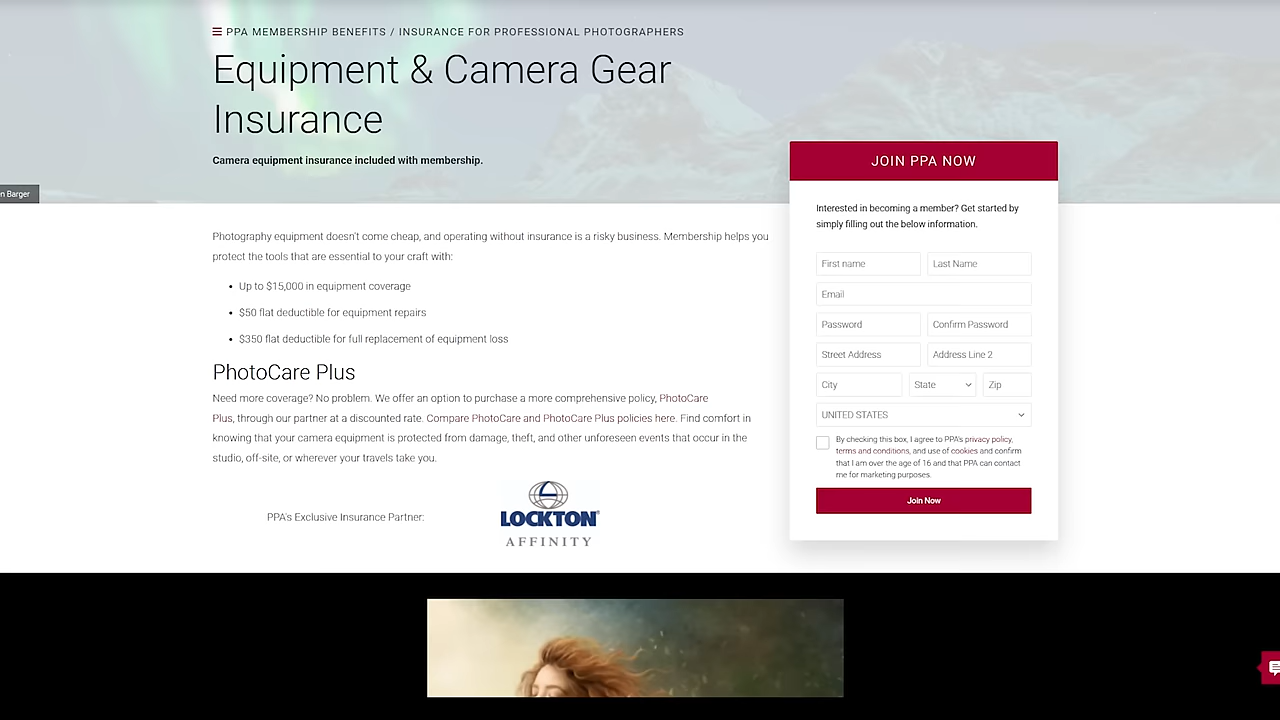 PPA MEMBERSHIP BENEFITS / INSURANCE FOR PROFESSIONAL PHOTOGRAPHERS
Equipment & Camera Gear
Insurance
Camera equipment insurance included with membership.
Barger
Photography equipment doesn't come cheap, and operating without insurance is a risky business. Membership helps you
protect the tools that are essential to your craft with:
• Up to $15,000 in equipment coverage
• $50 flat deductible for equipment repairs
• $350 flat deductible for full replacement of equipment loss
PhotoCare Plus
Need more coverage? No problem. We offer an option to purchase a more comprehensive policy, PhotoCare
Plus, through our partner at a discounted rate. Compare PhotoCare and PhotoCare Plus policies here. Find comfort in
knowing that your camera equipment is protected from damage, theft, and other unforeseen events that occur in the
studio, off-site, or wherever your travels take you.
PPA's Exclusive Insurance Partner:
LOCKTON®
AFFINITY
JOIN PPA NOW
Interested in becoming a member? Get started by
simply filling out the below information.
First name Last Name
Email
Password Confirm Password
Street Address Address Line 2
City State Zip
UNITED STATES
By checking this box, I agree to PPA's privacy policy,
terms and conditions, and use of cookies and confirm
that I am over the age of 16 and that PPA can contact
me for marketing purposes.
Join Now